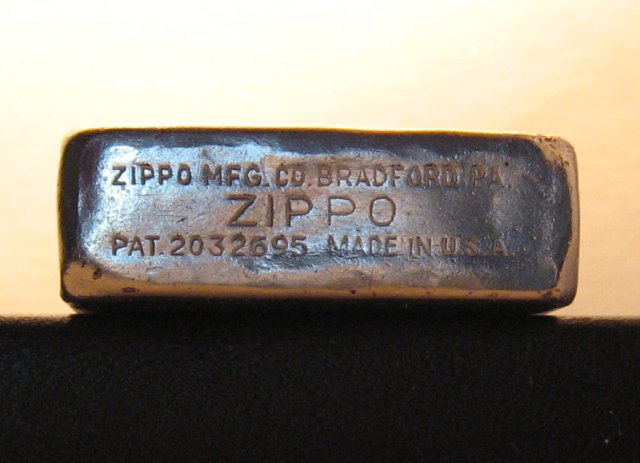 ZIPPO MFG. CO. BRADFORD, PA.
ZIPPO
PAT. 2032695 MADE IN U.S.A.